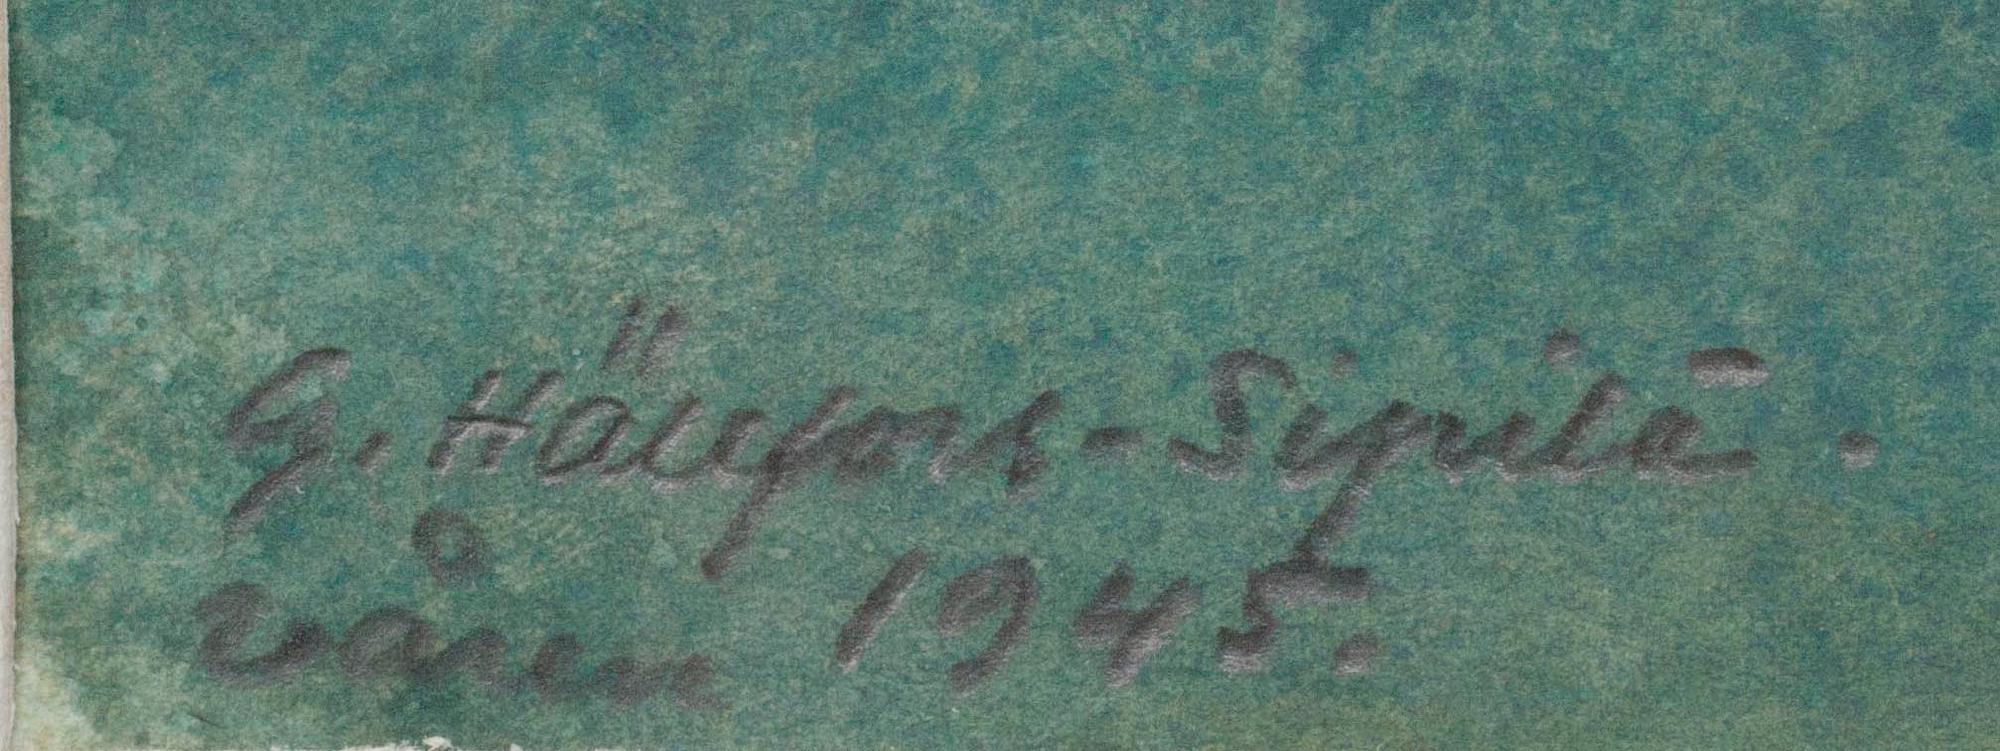 G. Hällfors-Sipilä.
våren 1945.